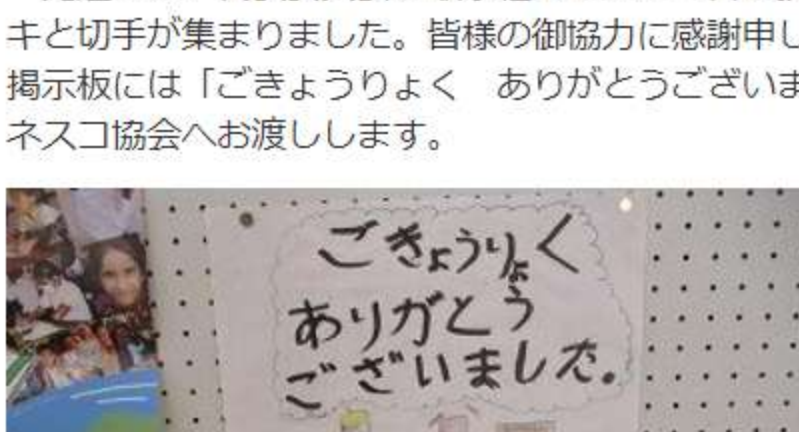 キと切手が集まりました。皆様の御協力に感謝申し
掲示板には「ごきょうりょく　ありがとうございま
ネスコ協会へお渡しします。
ごきょうりょく
ありがとう
ございました。